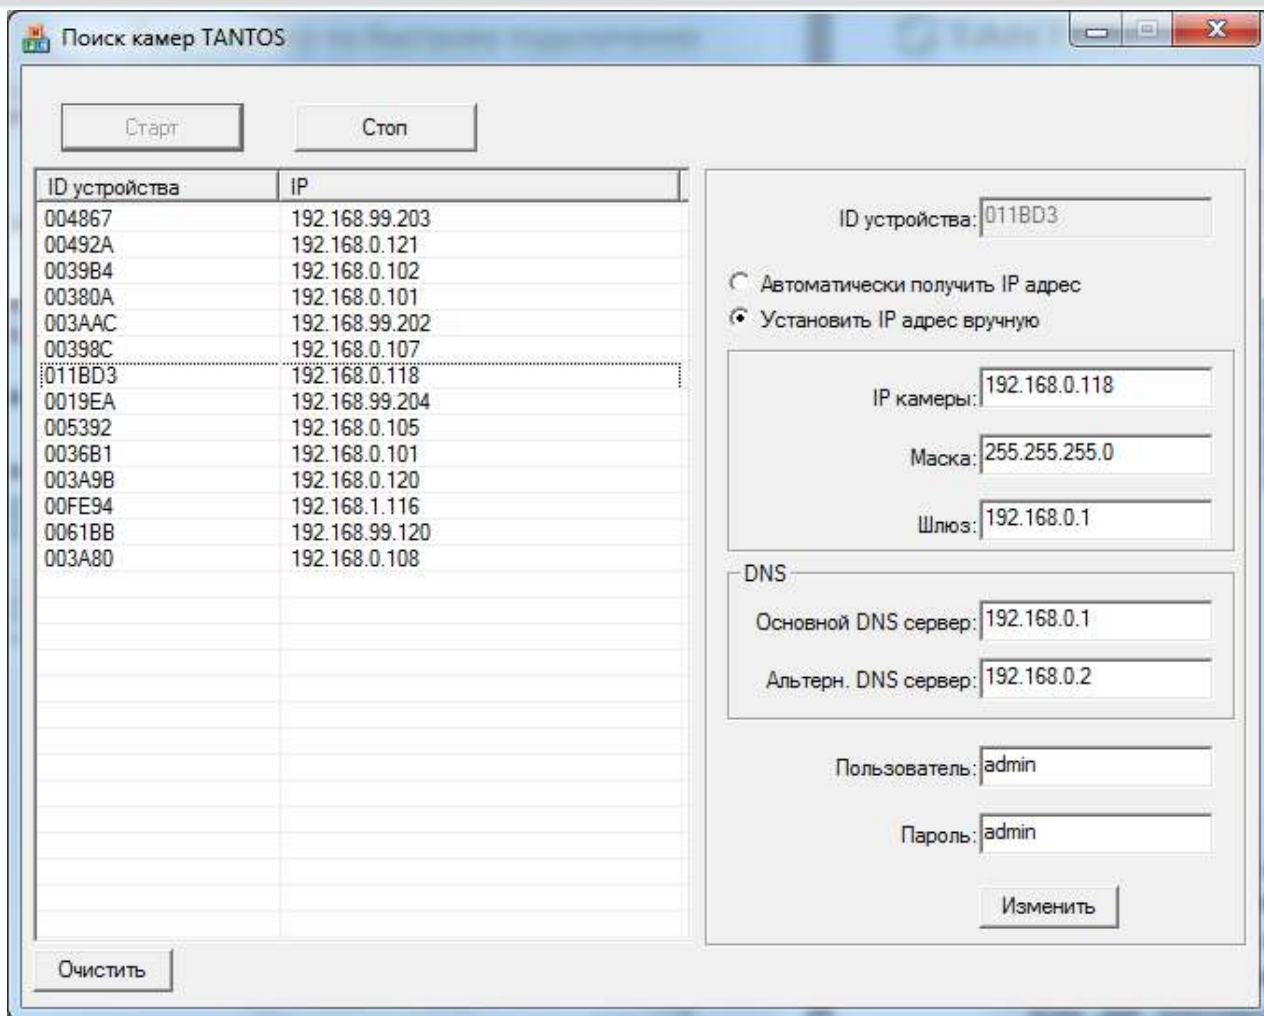 Поиск камер TANTOS
Старт
Стоп
ID устройства IP
004867 192.168.99.203
00492A 192.168.0.121
0039B4 192.168.0.102
00380A 192.168.0.101
003AAC 192.168.99.202
00398C 192.168.0.107
011BD3 192.168.0.118
0019EA 192.168.99.204
005392 192.168.0.105
0036B1 192.168.0.101
003A9B 192.168.0.120
00FE94 192.168.1.116
0061BB 192.168.99.120
003A80 192.168.0.108
Очистить
ID устройства: 011BD3
Автоматически получить IP адрес
Установить IP адрес вручную
IP камеры: 192.168.0.118
Маска: 255.255.255.0
Шлюз: 192.168.0.1
DNS
Основной DNS сервер: 192.168.0.1
Альтерн. DNS сервер: 192.168.0.2
Пользователь: admin
Пароль: admin
Изменить